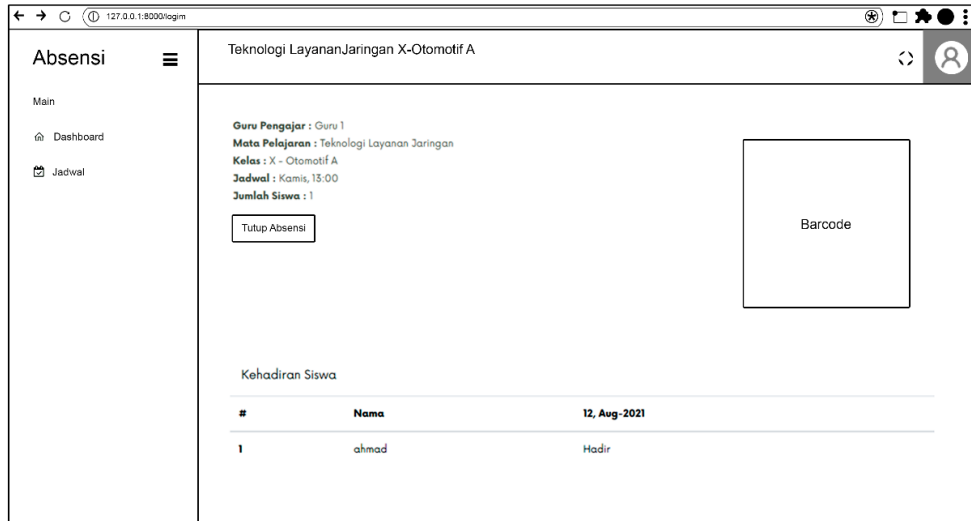 127.0.0.1:8000/logim
Absensi
Teknologi LayananJaringan X-Otomotif A
Main
Dashboard
Jadwal
Guru Pengajar : Guru 1
Mata Pelajaran : Teknologi Layanan Jaringan
Kelas : X - Otomotif A
Jadwal : Kamis, 13:00
Jumlah Siswa : 1
Tutup Absensi
Barcode
Kehadiran Siswa
# Nama 12, Aug-2021
1 ahmad Hadir